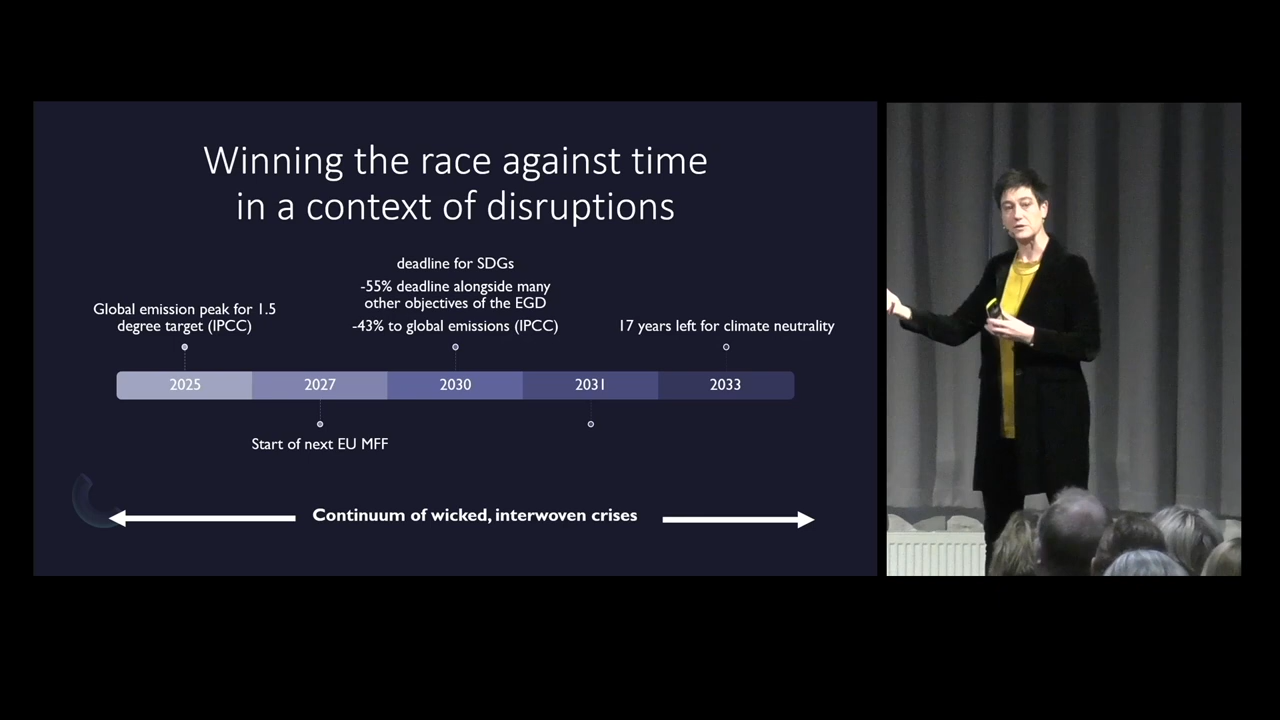 Winning the race against time
in a context of disruptions
deadline for SDGs
-55% deadline alongside many
other objectives of the EGD
-43% to global emissions (IPCC)
Global emission peak for 1.5
degree target (IPCC)
17 years left for climate neutrality
2025 2027 2030 2031 2033
Start of next EU MFF
Continuum of wicked, interwoven crises